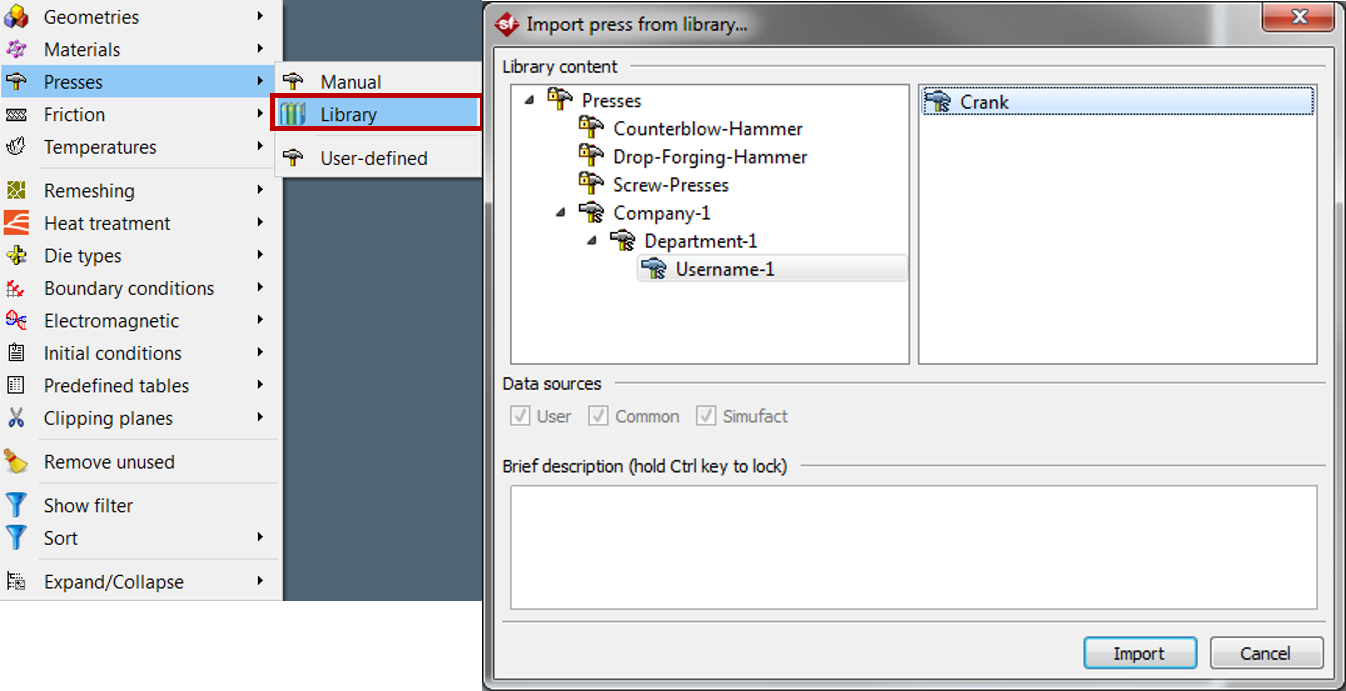 Geometries
Materials
Presses
Friction
Temperatures
Remeshing
Heat treatment
Die types
Boundary conditions
Electromagnetic
Initial conditions
Predefined tables
Clipping planes
Remove unused
Show filter
Sort
Expand/Collapse
Manual
Library
User-defined
Import press from library...
Library content
Presses
Counterblow-Hammer
Drop-Forging-Hammer
Screw-Presses
Company-1
Department-1
Username-1
Crank
Data sources
User Common Simufact
Brief description (hold Ctrl key to lock)
Import Cancel